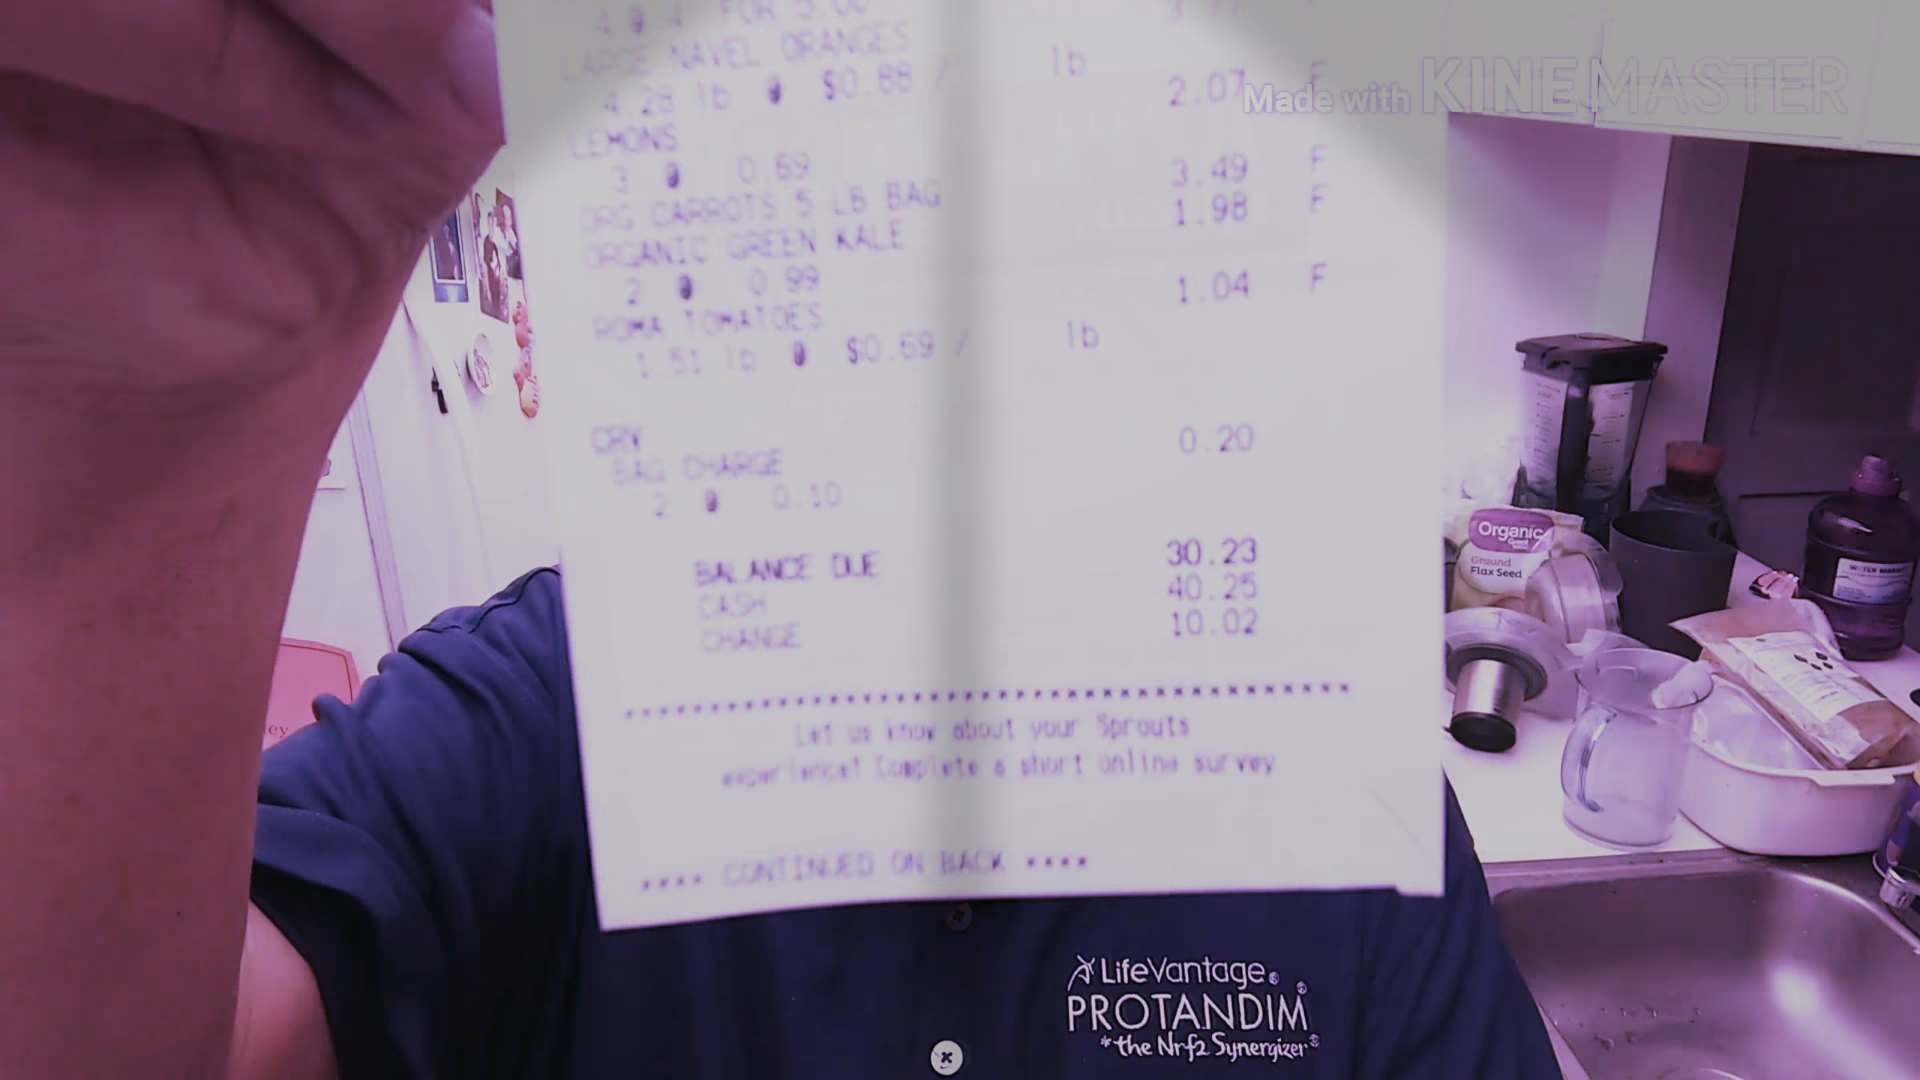 4 @ 4 FOR 5.00 3.77
LARGE NAVEL ORANGES
4.28 lb @ $0.88 / lb
LEMONS 2.07 F
3 @ 0.69
ORG CARROTS 5 LB BAG 3.49 F
ORGANIC GREEN KALE 1.98 F
2 @ 0.99
ROMA TOMATOES 1.04 F
1.51 lb @ $0.69 / lb
CRV
BAG CHARGE 0.20
2 @ 0.10
BALANCE DUE 30.23
CASH 40.25
CHANGE 10.02
Let us know about your Sprouts
experience! Complete a short online survey
**** CONTINUED ON BACK ****
Made with KINEMASTER
Organic
Ground
Flax Seed
ey
LifeVantage®
PROTANDIM®
*the Nrf2 Synergizer®